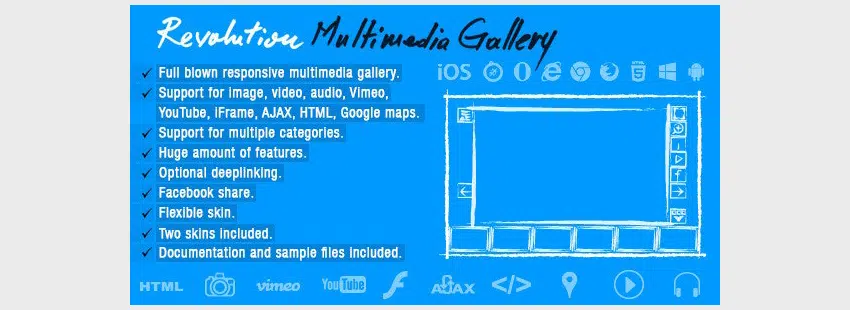 Revolution Multimedia Gallery
iOS
Full blown responsive multimedia gallery.
Support for image, video, audio, Vimeo,
YouTube, iFrame, AJAX, HTML, Google maps.
Support for multiple categories.
Huge amount of features.
Optional deeplinking.
Facebook share.
Flexible skin.
Two skins included.
Documentation and sample files included.
HTML vimeo YouTube AJAX </>